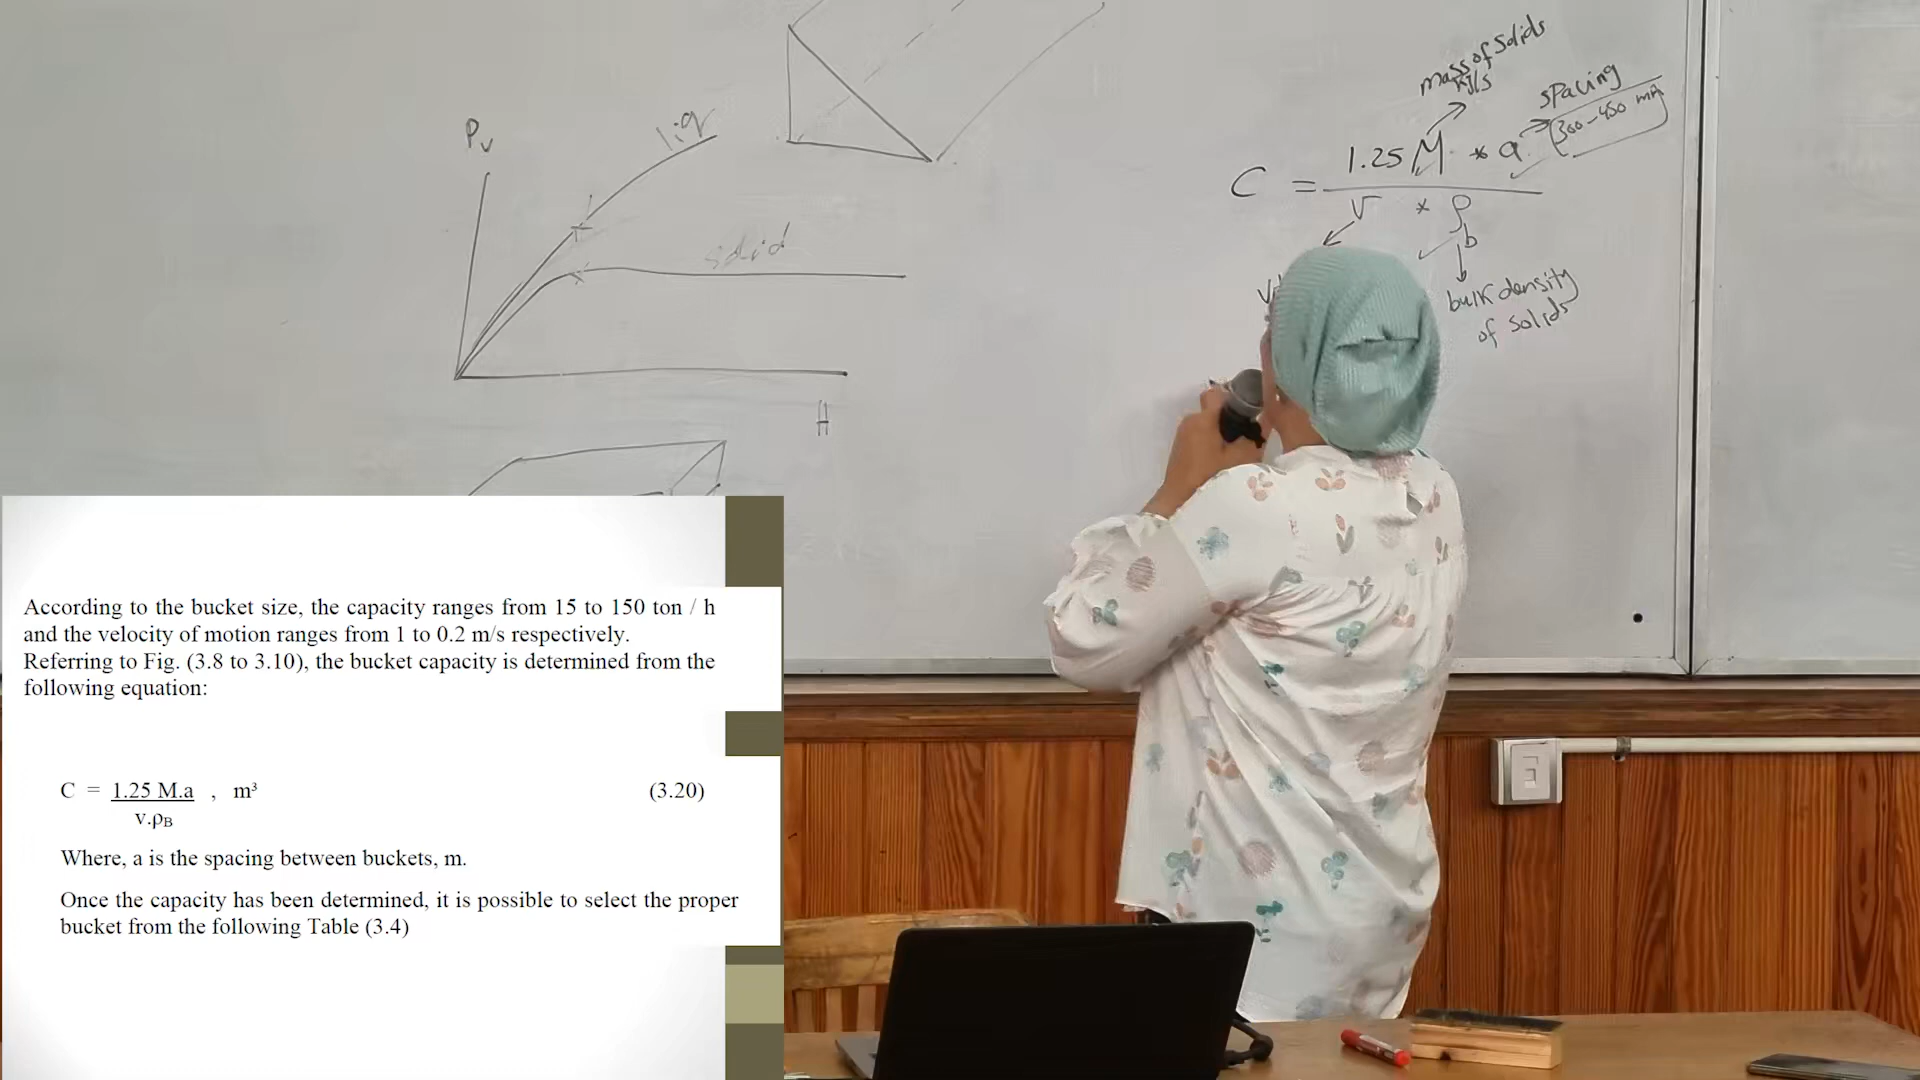 Pv
liq
solid
H
mass of solids
kg/s
spacing
300-450 mm
C = 1.25 M * a
v * ρb
bulk density
of solids
According to the bucket size, the capacity ranges from 15 to 150 ton / h
and the velocity of motion ranges from 1 to 0.2 m/s respectively.
Referring to Fig. (3.8 to 3.10), the bucket capacity is determined from the
following equation:
C = 1.25 M.a , m³ (3.20)
v.ρB
Where, a is the spacing between buckets, m.
Once the capacity has been determined, it is possible to select the proper
bucket from the following Table (3.4)